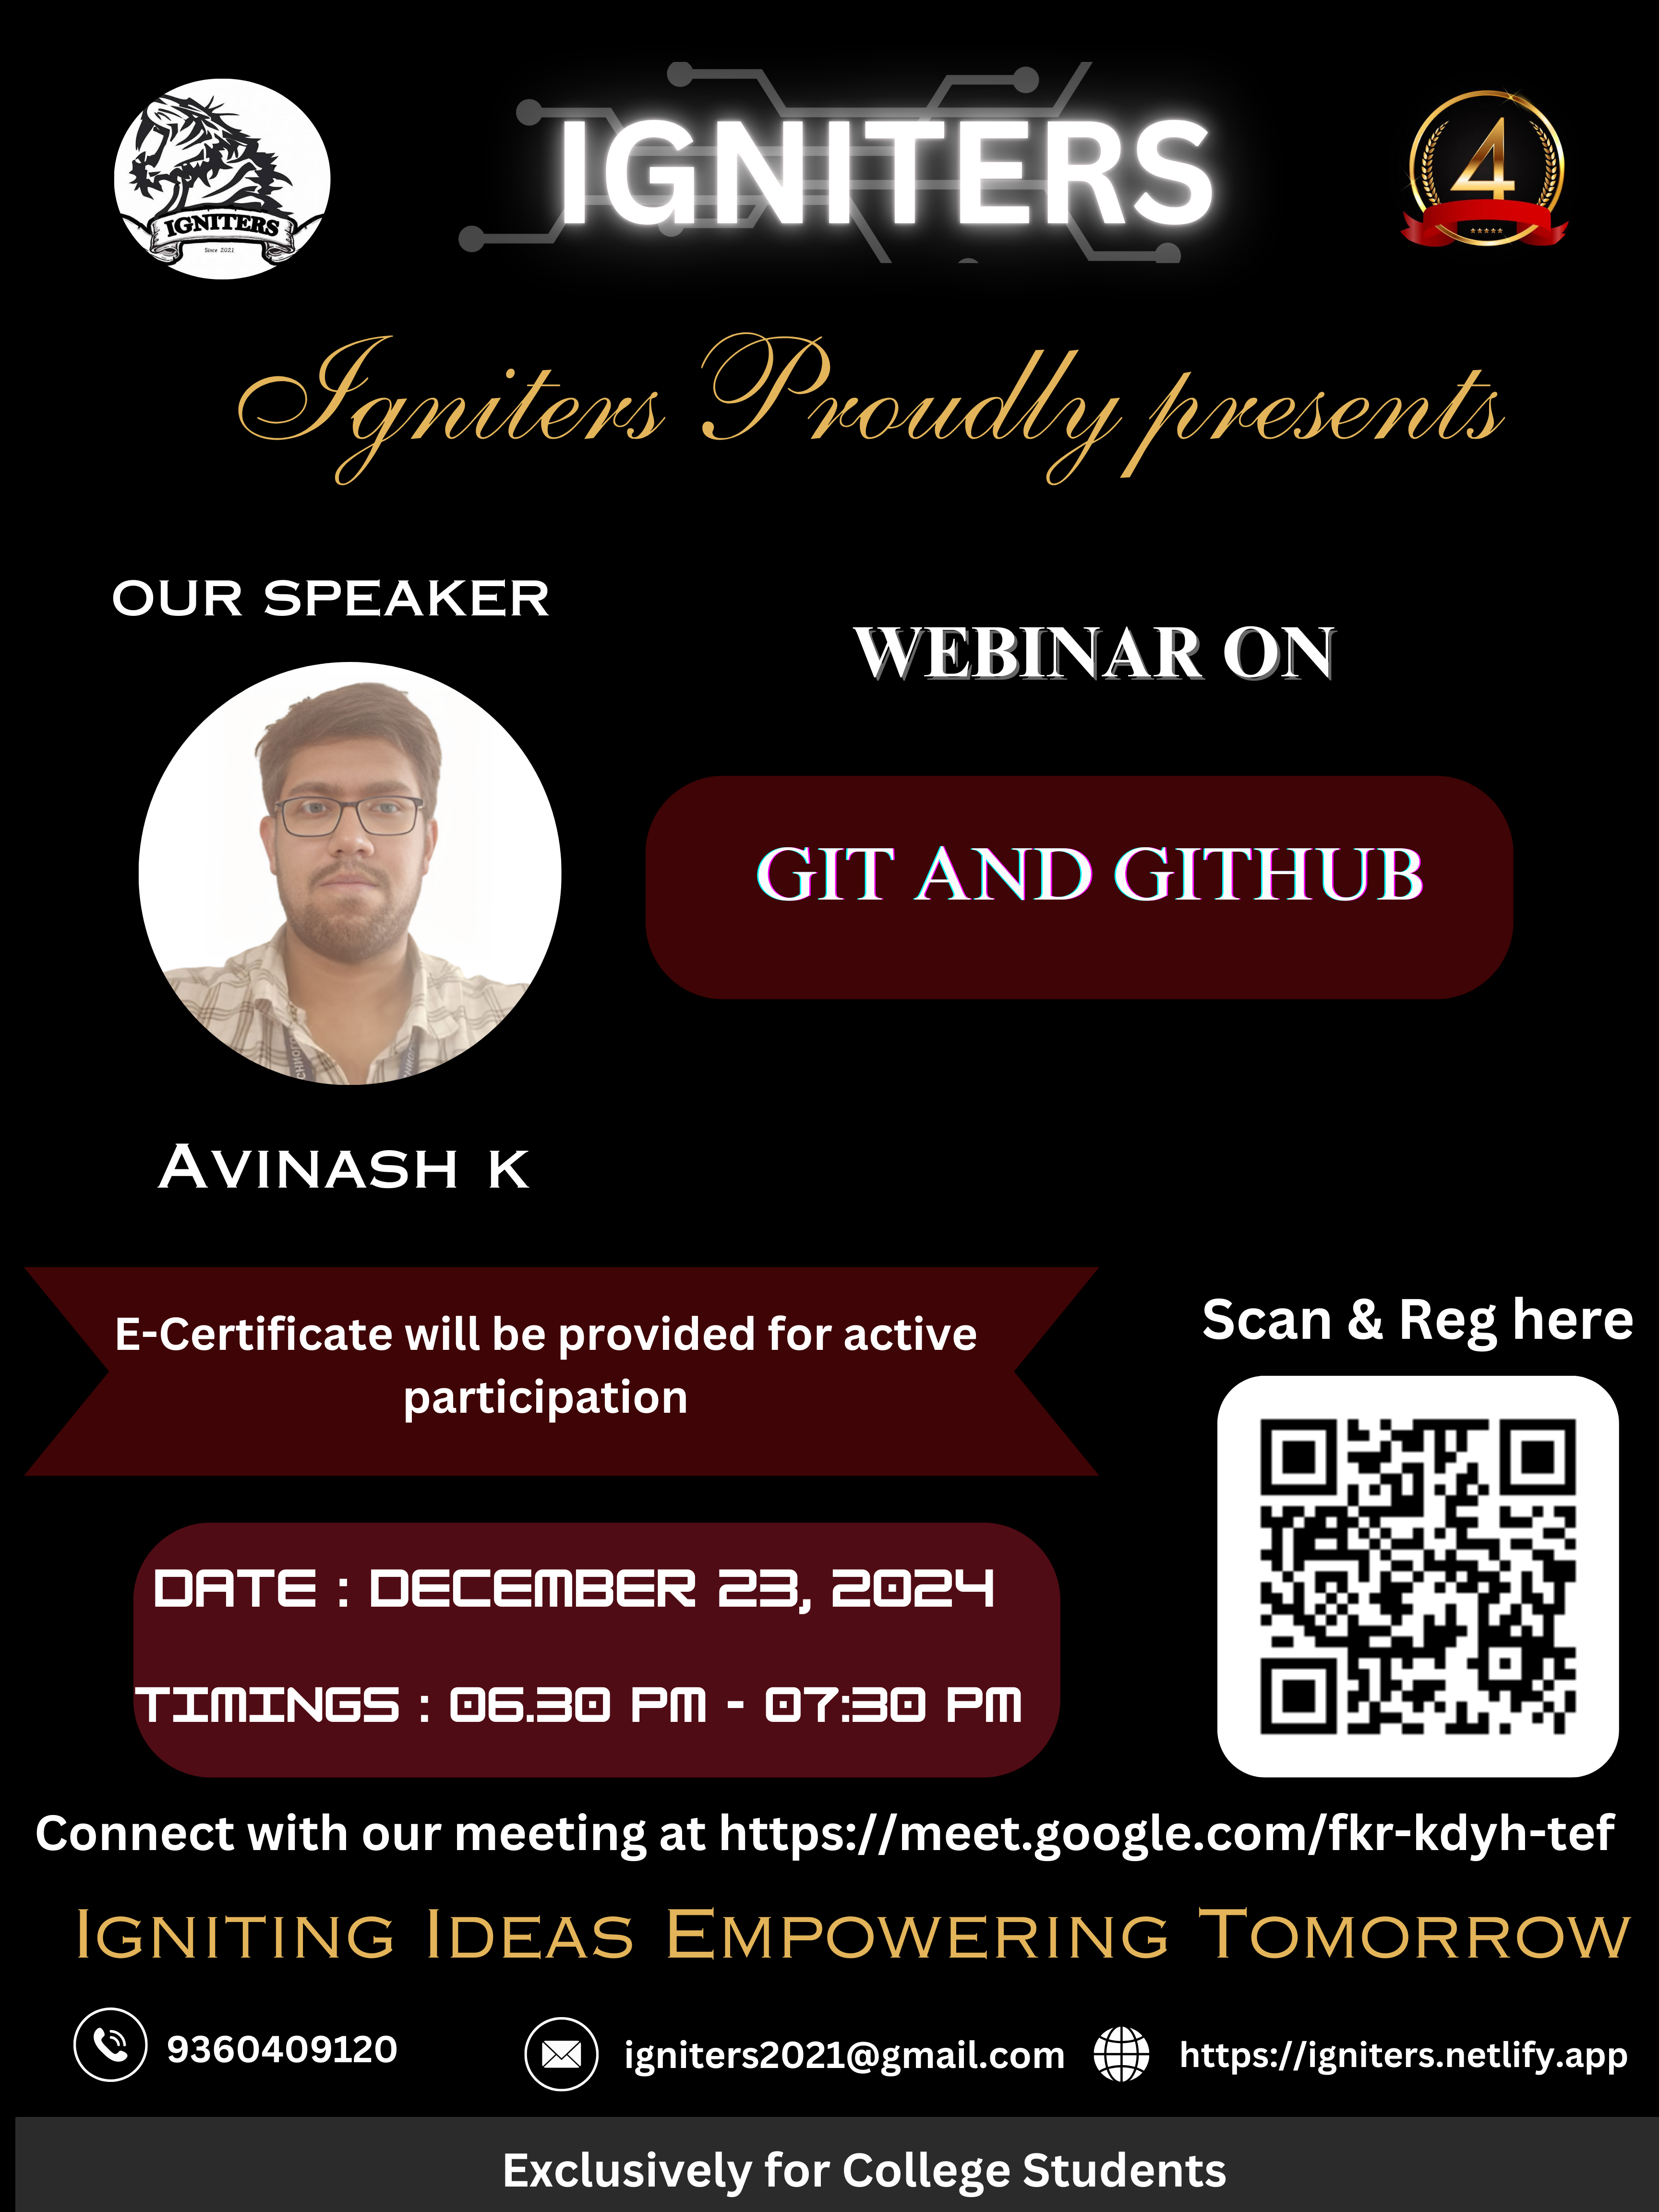 IGNITERS
Since 2021
IGNITERS
4
Igniters Proudly presents
OUR SPEAKER
WEBINAR ON
GIT AND GITHUB
AVINASH K
E-Certificate will be provided for active
participation
Scan & Reg here
DATE : DECEMBER 23, 2024
TIMINGS : 06.30 PM - 07:30 PM
Connect with our meeting at https://meet.google.com/fkr-kdyh-tef
IGNITING IDEAS EMPOWERING TOMORROW
9360409120
igniters2021@gmail.com
https://igniters.netlify.app
Exclusively for College Students